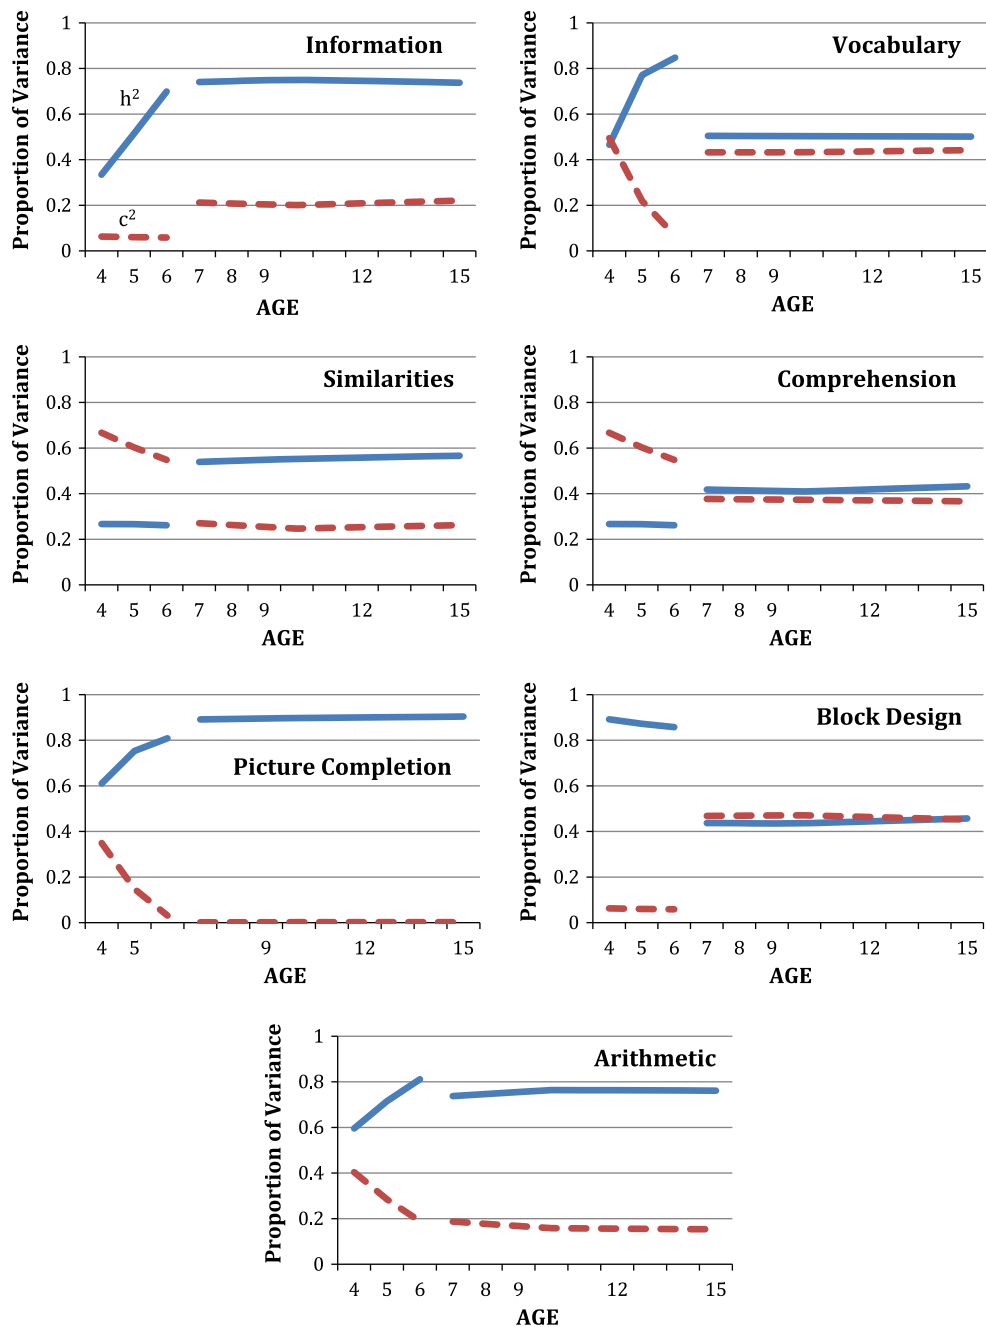 Information
Proportion of Variance
1
0.8
0.6
0.4
0.2
0
h²
c²
4 5 6 7 8 9 12 15
AGE
Vocabulary
Proportion of Variance
1
0.8
0.6
0.4
0.2
0
4 5 6 7 8 9 12 15
AGE
Similarities
Proportion of Variance
1
0.8
0.6
0.4
0.2
0
4 5 6 7 8 9 12 15
AGE
Comprehension
Proportion of Variance
1
0.8
0.6
0.4
0.2
0
4 5 6 7 8 9 12 15
AGE
Picture Completion
Proportion of Variance
1
0.8
0.6
0.4
0.2
0
4 5 9 12 15
AGE
Block Design
Proportion of Variance
1
0.8
0.6
0.4
0.2
0
4 5 6 7 8 9 12 15
AGE
Arithmetic
Proportion of Variance
1
0.8
0.6
0.4
0.2
0
4 5 6 7 8 9 12 15
AGE